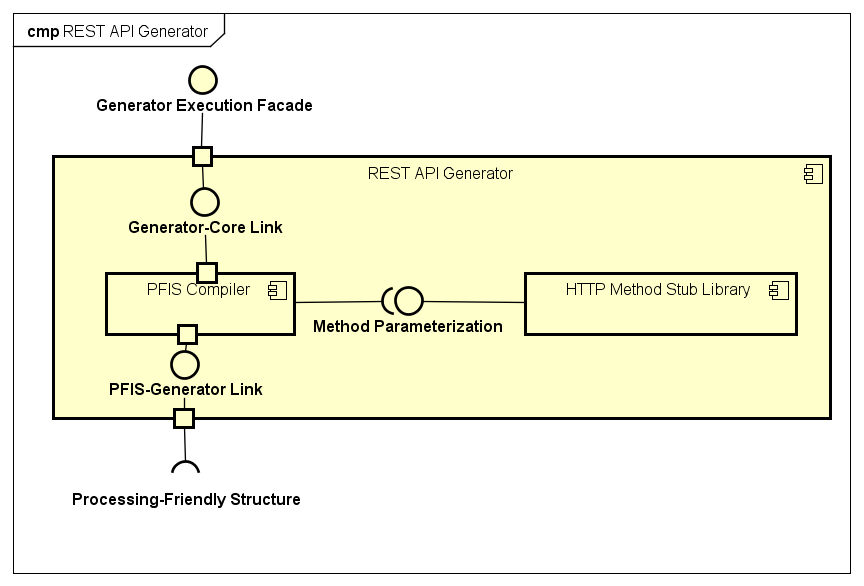 cmp REST API Generator
Generator Execution Facade
REST API Generator
Generator-Core Link
PFIS Compiler
HTTP Method Stub Library
Method Parameterization
PFIS-Generator Link
Processing-Friendly Structure